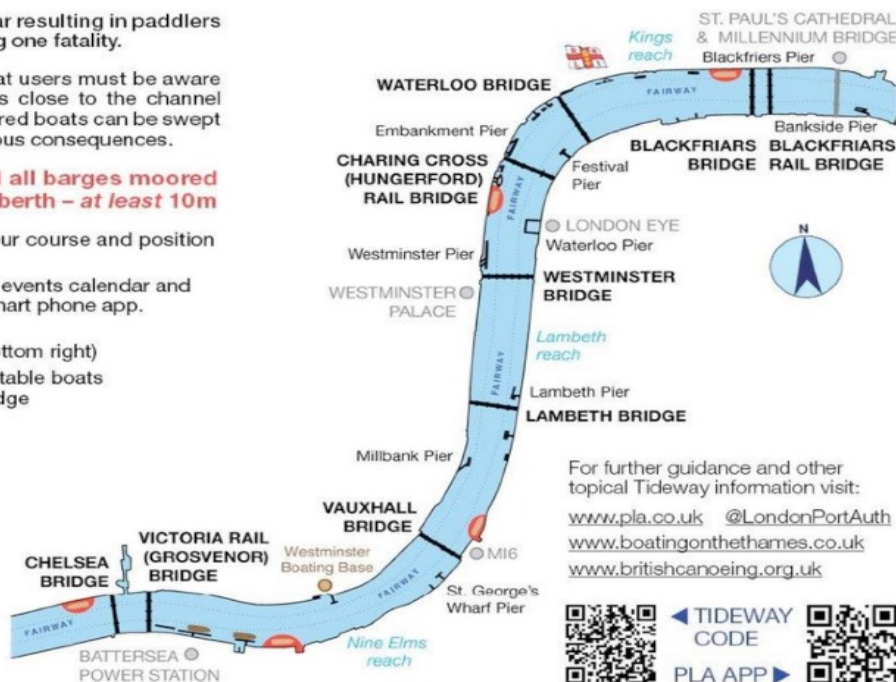 ar resulting in paddlers
g one fatality.
at users must be aware
s close to the channel
red boats can be swept
ous consequences.
l all barges moored
berth – at least 10m
ur course and position
events calendar and
nart phone app.
ttom right)
table boats
dge
ST. PAUL'S CATHEDRAL
& MILLENNIUM BRIDGE
Kings
reach
Blackfriers Pier
WATERLOO BRIDGE
FAIRWAY
Embankment Pier
Bankside Pier
BLACKFRIARS
BRIDGE
BLACKFRIARS
RAIL BRIDGE
CHARING CROSS
(HUNGERFORD)
RAIL BRIDGE
Festival
Pier
FAIRWAY
LONDON EYE
Waterloo Pier
N
Westminster Pier
WESTMINSTER
BRIDGE
WESTMINSTER
PALACE
Lambeth
reach
FAIRWAY
Lambeth Pier
LAMBETH BRIDGE
Millbank Pier
For further guidance and other
topical Tideway information visit:
www.pla.co.uk @LondonPortAuth
www.boatingonthethames.co.uk
www.britishcanoeing.org.uk
VAUXHALL
BRIDGE
VICTORIA RAIL
(GROSVENOR)
BRIDGE
CHELSEA
BRIDGE
Westminster
Boating Base
MI6
FAIRWAY
St. George's
Wharf Pier
FAIRWAY
Nine Elms
reach
BATTERSEA
POWER STATION
TIDEWAY
CODE
PLA APP